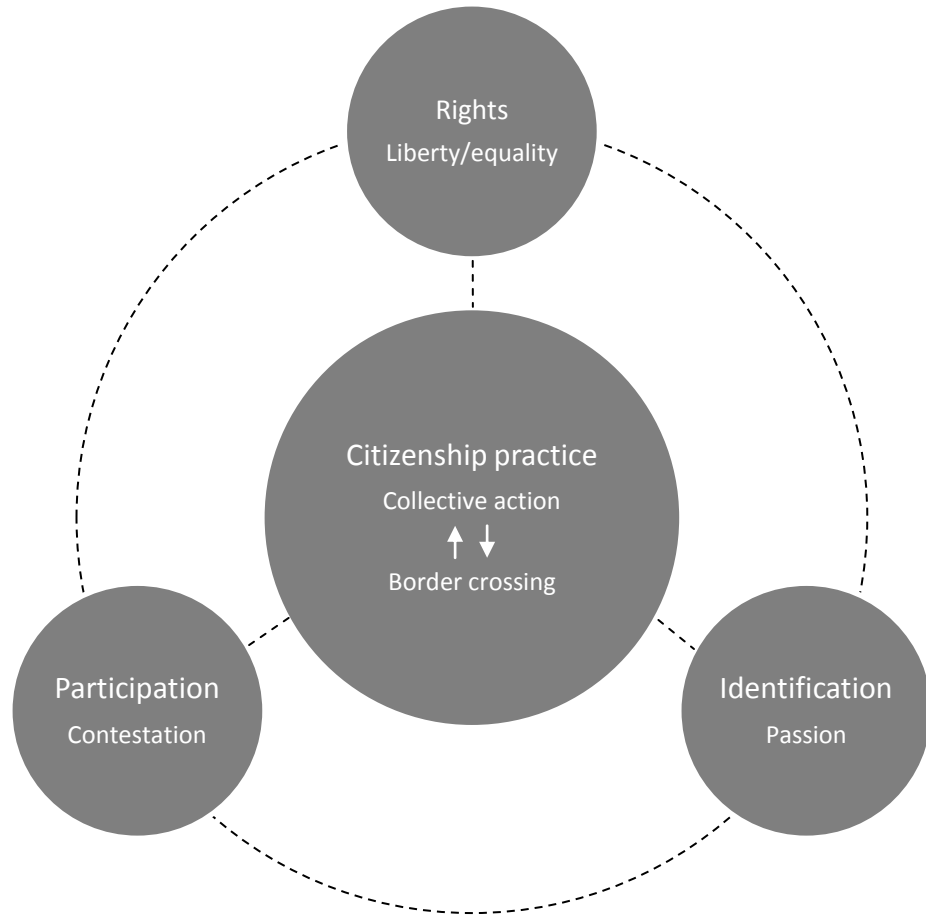 Rights
Liberty/equality
Citizenship practice
Collective action
Border crossing
Participation
Contestation
Identification
Passion